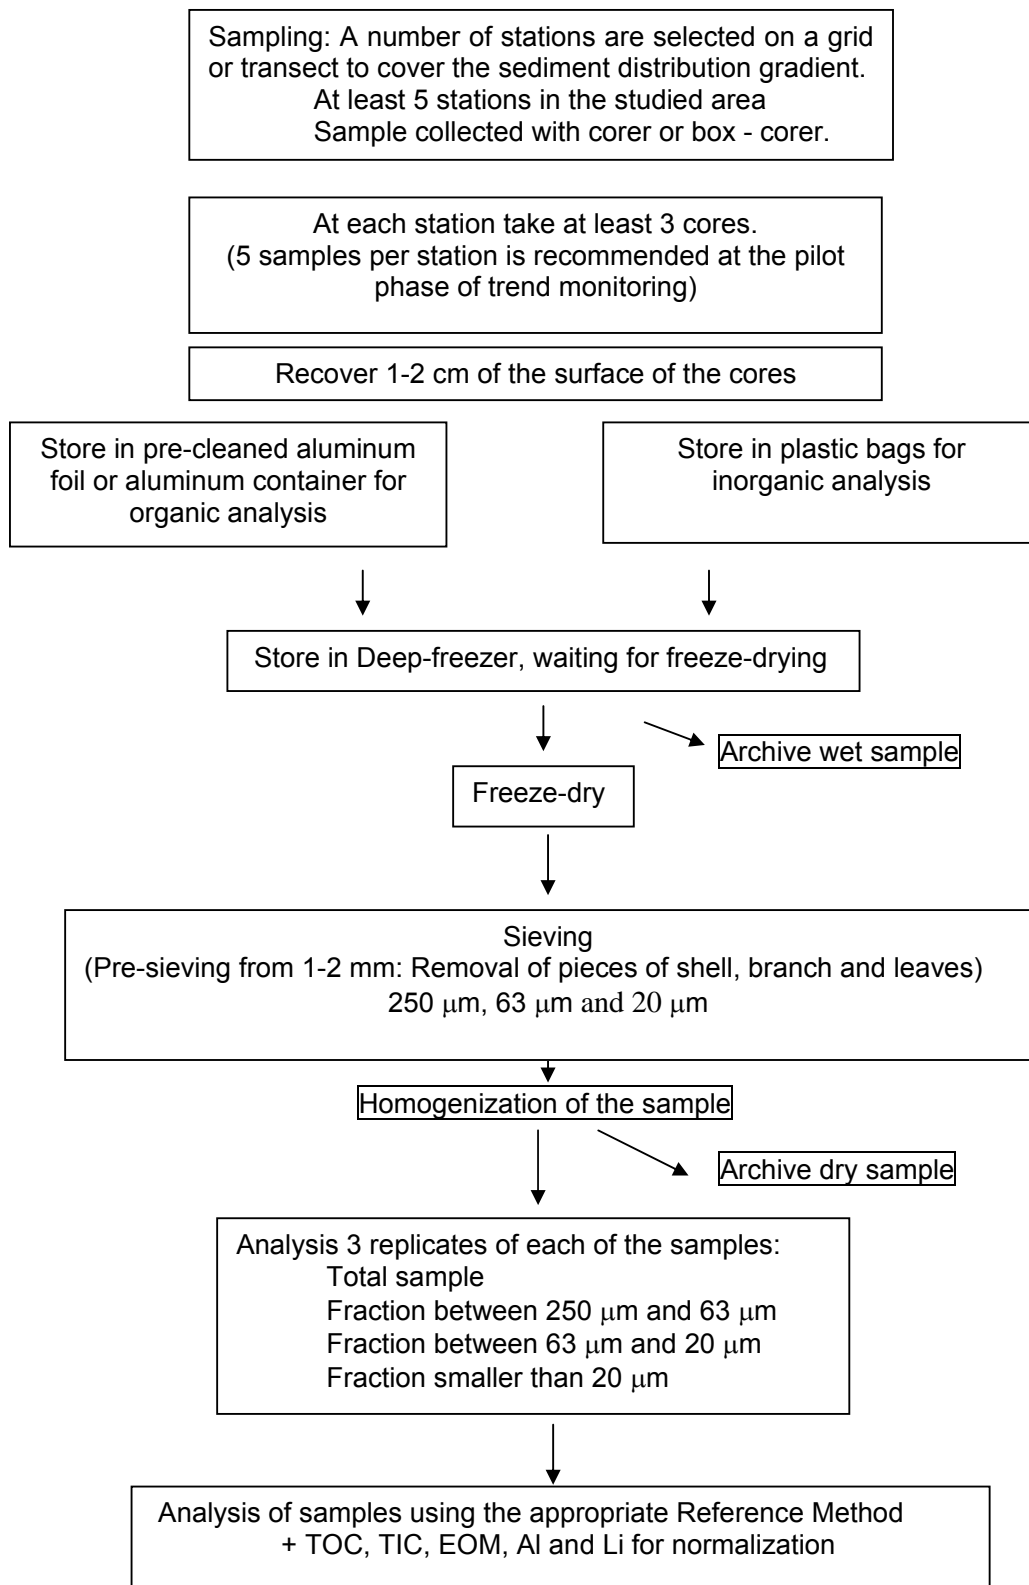 Sampling: A number of stations are selected on a grid
or transect to cover the sediment distribution gradient.
At least 5 stations in the studied area
Sample collected with corer or box - corer.
At each station take at least 3 cores.
(5 samples per station is recommended at the pilot
phase of trend monitoring)
Recover 1-2 cm of the surface of the cores
Store in pre-cleaned aluminum
foil or aluminum container for
organic analysis
Store in plastic bags for
inorganic analysis
Store in Deep-freezer, waiting for freeze-drying
Archive wet sample
Freeze-dry
Sieving
(Pre-sieving from 1-2 mm: Removal of pieces of shell, branch and leaves)
250 μm, 63 μm and 20 μm
Homogenization of the sample
Archive dry sample
Analysis 3 replicates of each of the samples:
Total sample
Fraction between 250 μm and 63 μm
Fraction between 63 μm and 20 μm
Fraction smaller than 20 μm
Analysis of samples using the appropriate Reference Method
+ TOC, TIC, EOM, Al and Li for normalization